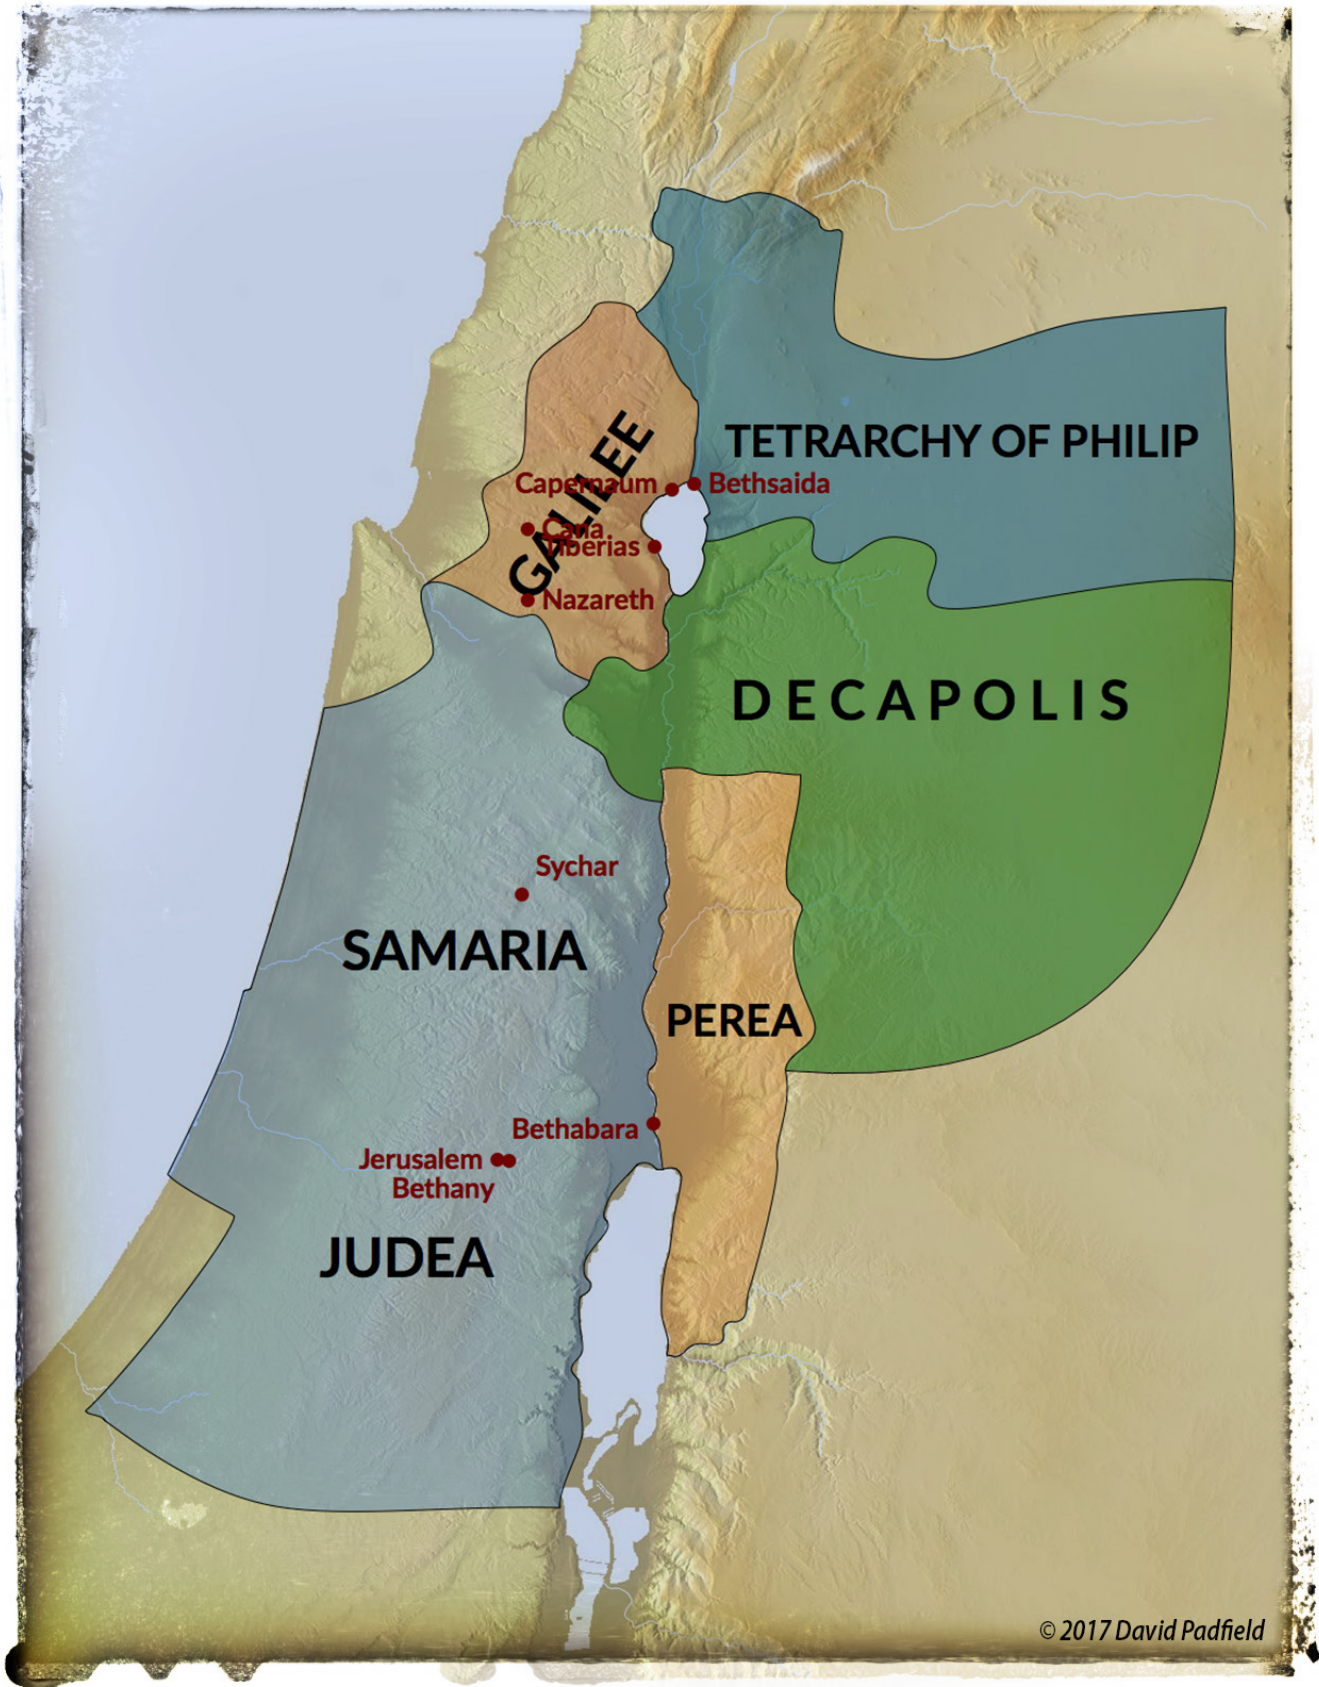 TETRARCHY OF PHILIP
GALILEE
Capernaum
Bethsaida
Cana
Tiberias
Nazareth
DECAPOLIS
Sychar
SAMARIA
PEREA
Bethabara
Jerusalem
Bethany
JUDEA
© 2017 David Padfield